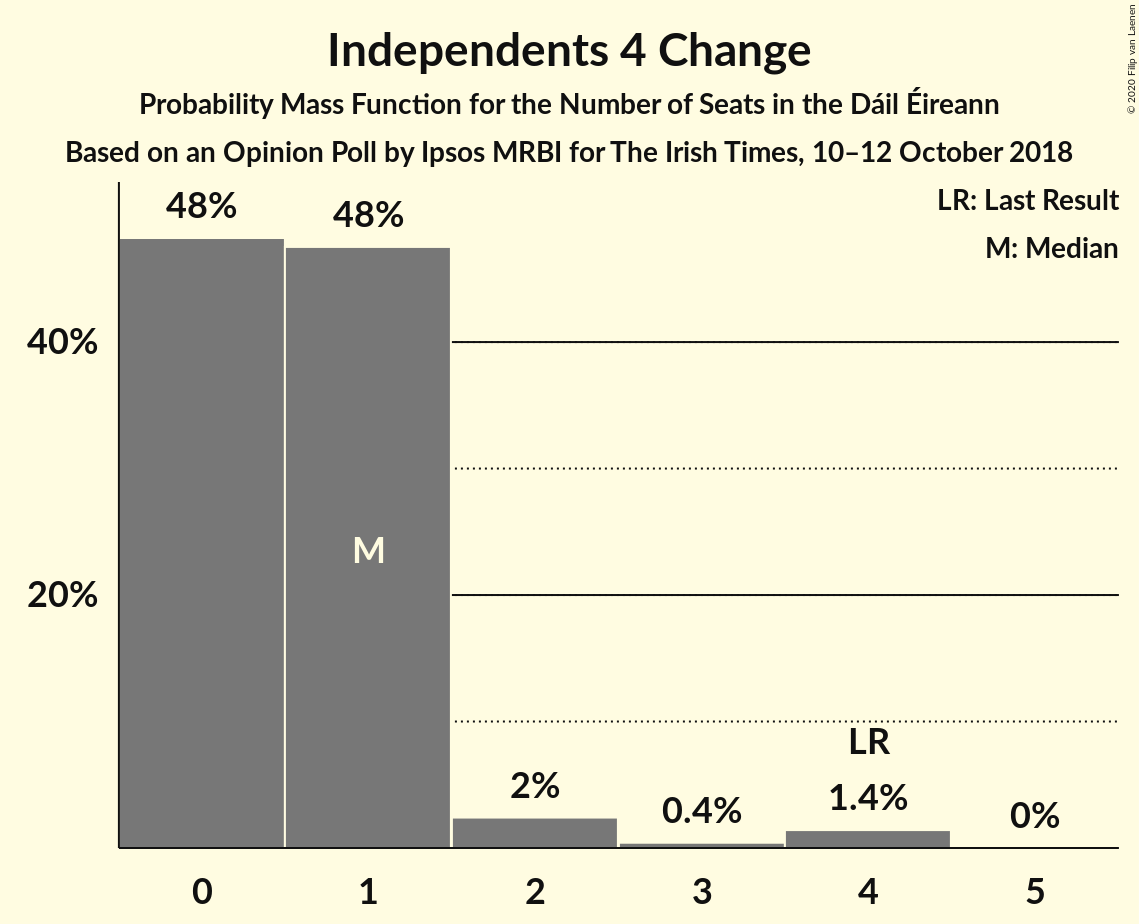 Independents 4 Change
Probability Mass Function for the Number of Seats in the Dáil Éireann
Based on an Opinion Poll by Ipsos MRBI for The Irish Times, 10–12 October 2018
© 2020 Filip van Laenen
LR: Last Result
M: Median
48%
48%
40%
M
20%
LR
2%
0.4%
1.4%
0%
0 1 2 3 4 5